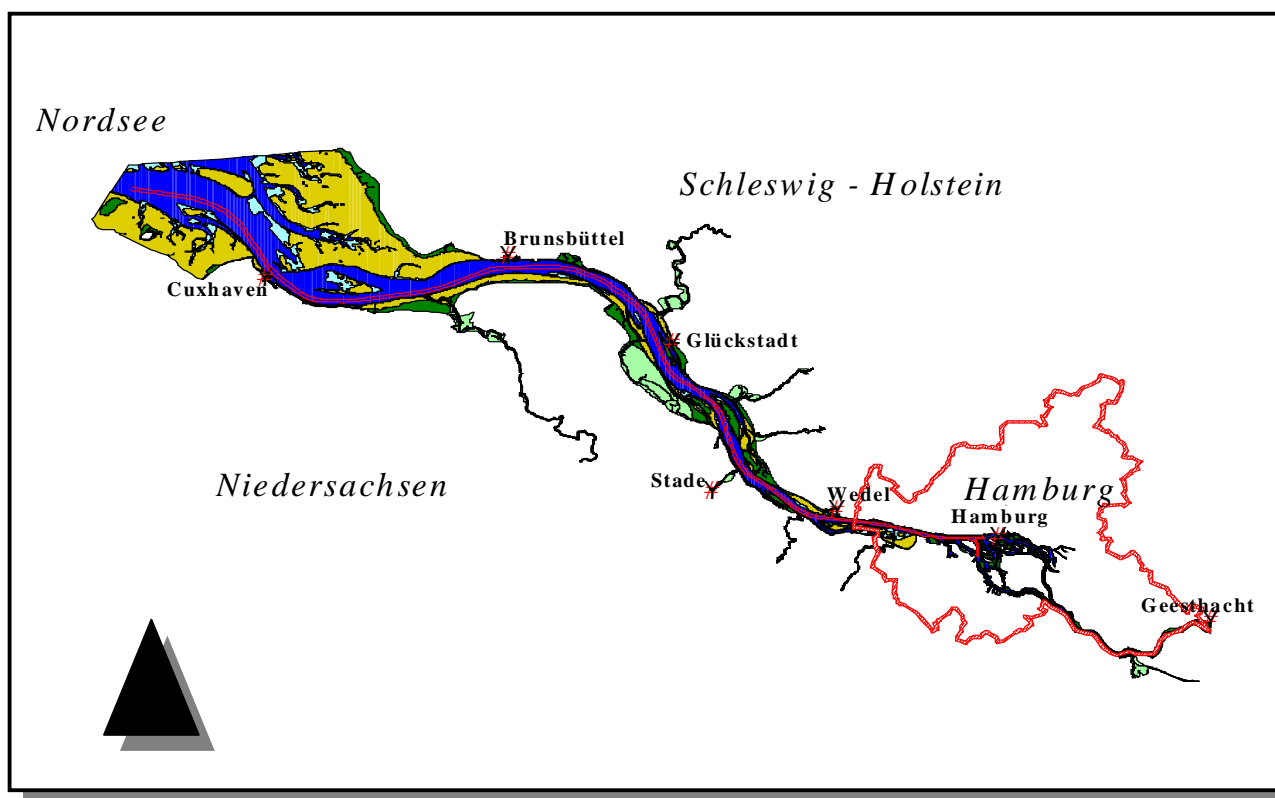 Nordsee
Schleswig - Holstein
Brunsbüttel
Cuxhaven
Glückstadt
Niedersachsen
Stade
Wedel
Hamburg
Hamburg
Geesthacht